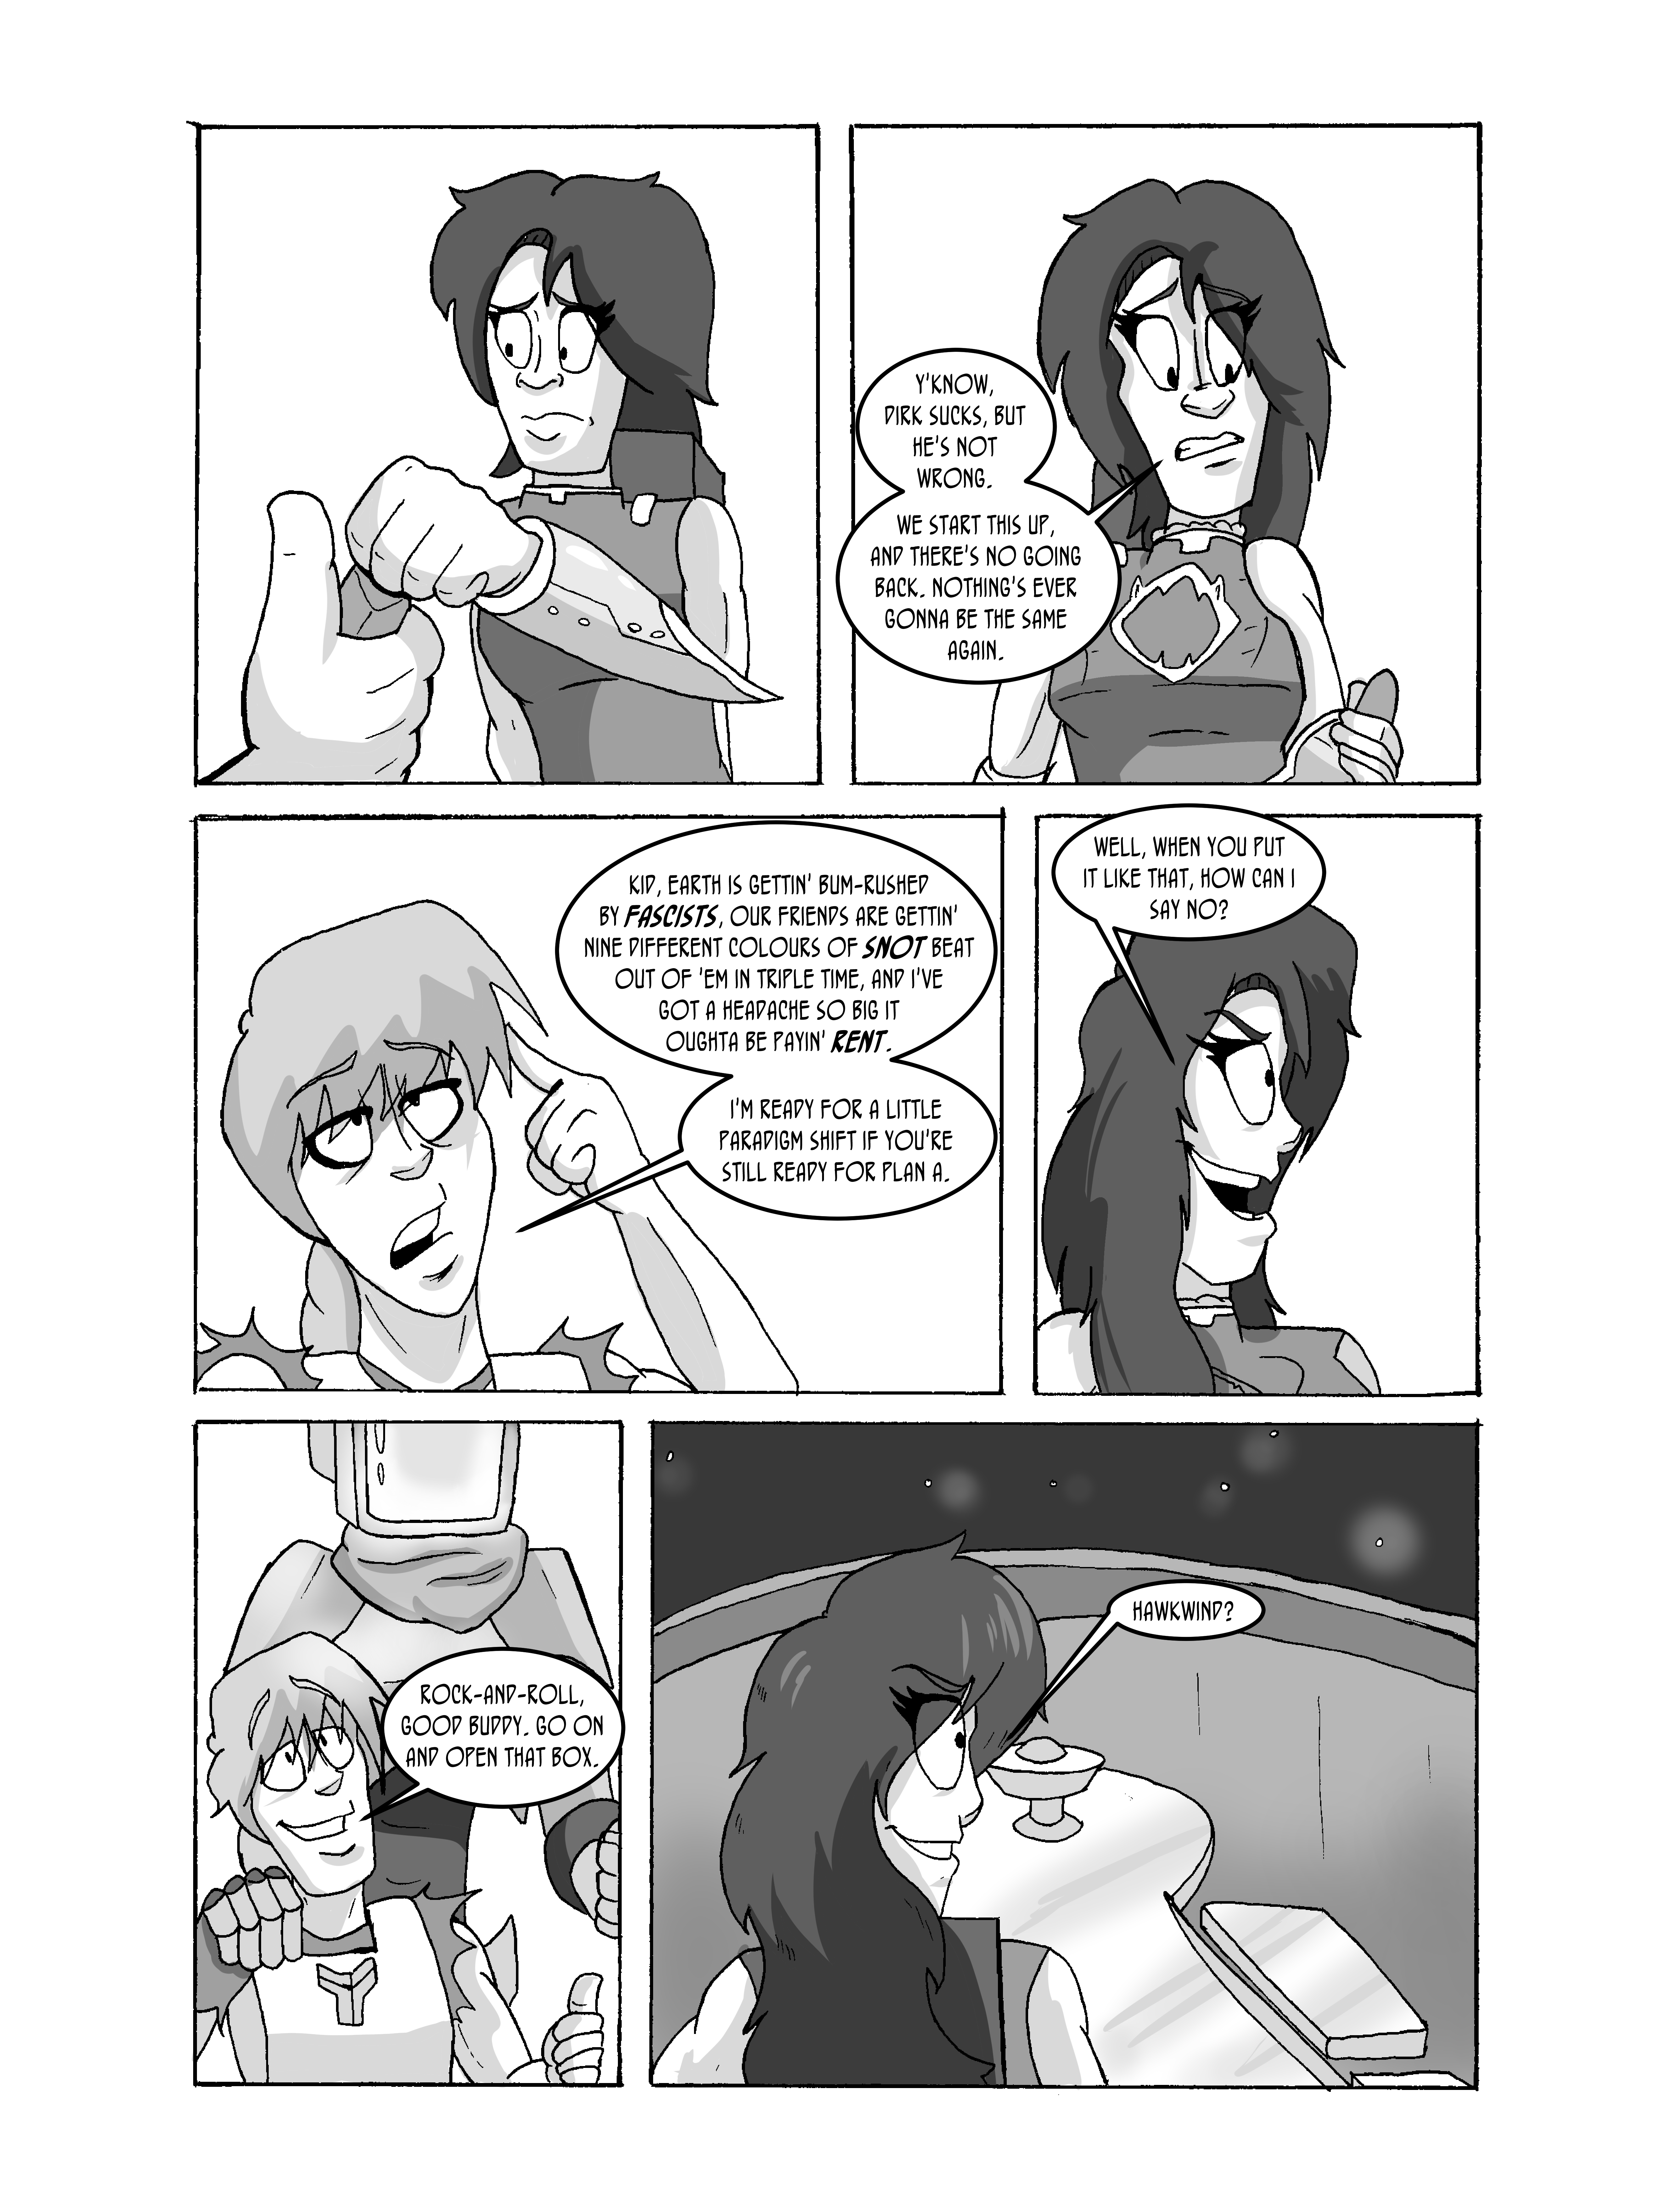 Y'KNOW,
DIRK SUCKS, BUT
HE'S NOT
WRONG.
WE START THIS UP,
AND THERE'S NO GOING
BACK. NOTHING'S EVER
GONNA BE THE SAME
AGAIN.
KID, EARTH IS GETTIN' BUM-RUSHED
BY FASCISTS, OUR FRIENDS ARE GETTIN'
NINE DIFFERENT COLOURS OF SNOT BEAT
OUT OF 'EM IN TRIPLE TIME, AND I'VE
GOT A HEADACHE SO BIG IT
OUGHTA BE PAYIN' RENT.
I'M READY FOR A LITTLE
PARADIGM SHIFT IF YOU'RE
STILL READY FOR PLAN A.
WELL, WHEN YOU PUT
IT LIKE THAT, HOW CAN I
SAY NO?
ROCK-AND-ROLL,
GOOD BUDDY. GO ON
AND OPEN THAT BOX.
HAWKWIND?